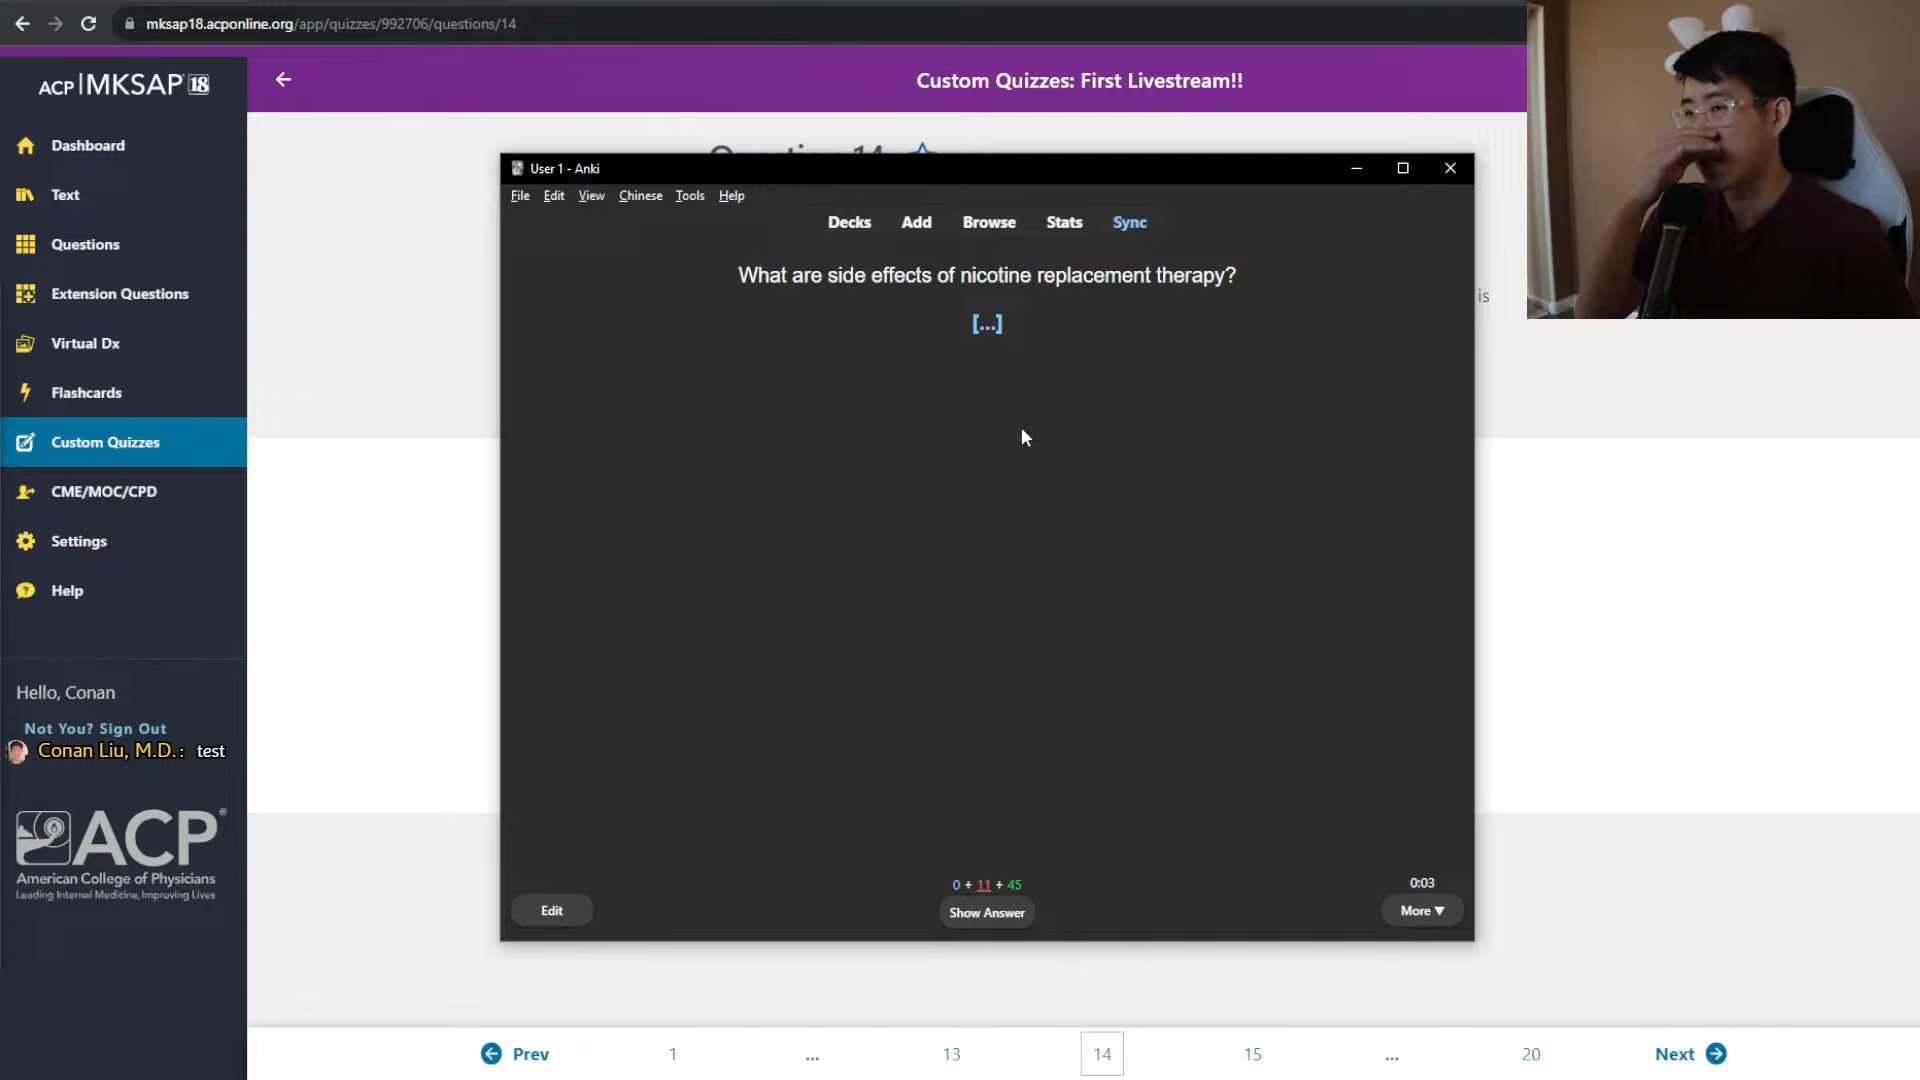 mksap18.acponline.org/app/quizzes/992706/questions/14
ACP MKSAP 18
Custom Quizzes: First Livestream!!
Dashboard
Text
Questions
Extension Questions
Virtual Dx
Flashcards
Custom Quizzes
CME/MOC/CPD
Settings
Help
Hello, Conan
Not You? Sign Out
Conan Liu, M.D.: test
ACP®
American College of Physicians
Leading Internal Medicine, Improving Lives
Question 14
is
User 1 - Anki
File Edit View Chinese Tools Help
Decks Add Browse Stats Sync
What are side effects of nicotine replacement therapy?
[...]
0 + 11 + 45
0:03
Edit
Show Answer
More ▼
Prev 1 ... 13 14 15 ... 20 Next